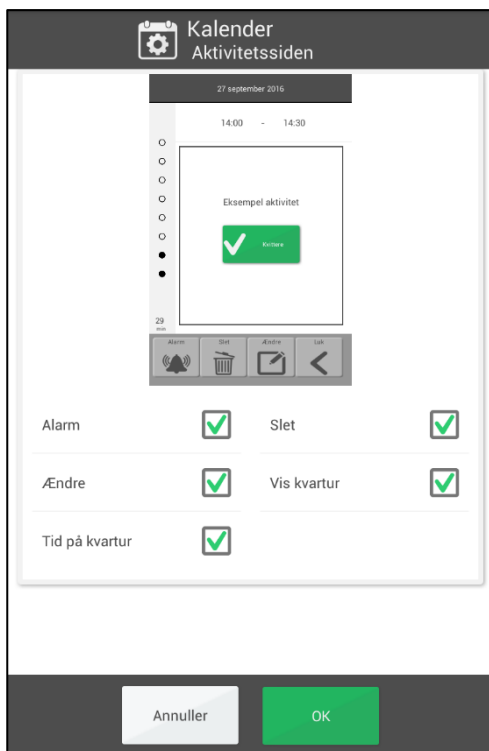 Kalender
Aktivitetssiden
27 september 2016
14:00 - 14:30
Eksempel aktivitet
Kvittere
29
min
Alarm Slet Ændre Luk
Alarm Slet
Ændre Vis kvartur
Tid på kvartur
Annuller OK